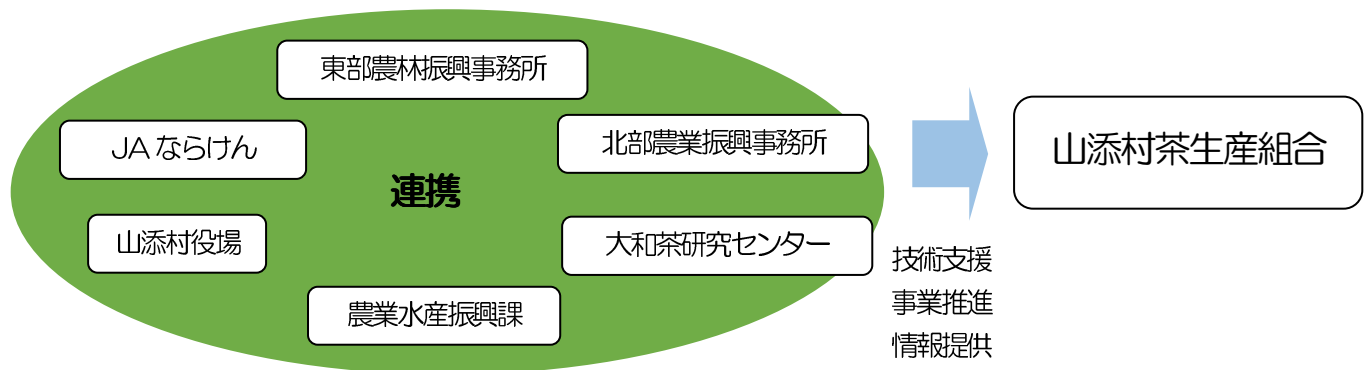 東部農林振興事務所
JA ならけん
北部農業振興事務所
連携
山添村役場
大和茶研究センター
農業水産振興課
技術支援
事業推進
情報提供
山添村茶生産組合